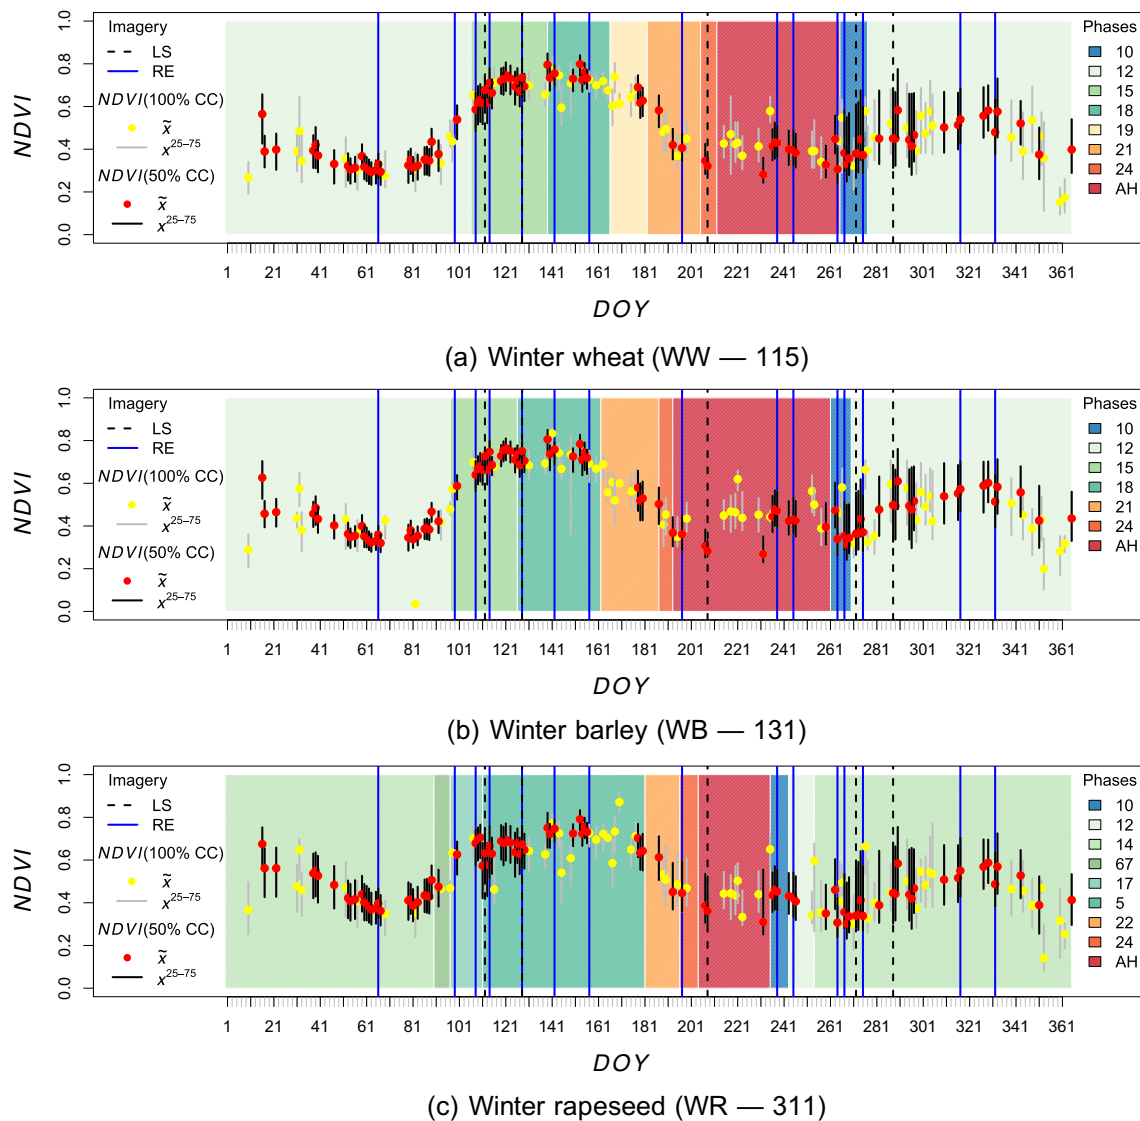 Imagery
LS
RE
NDVI(100% CC)
x̃
x²⁵⁻⁷⁵
NDVI(50% CC)
x̃
x²⁵⁻⁷⁵
NDVI
0.0 0.2 0.4 0.6 0.8 1.0
Phases
10
12
15
18
19
21
24
AH
1 21 41 61 81 101 121 141 161 181 201 221 241 261 281 301 321 341 361
DOY
(a) Winter wheat (WW — 115)
Imagery
LS
RE
NDVI(100% CC)
x̃
x²⁵⁻⁷⁵
NDVI(50% CC)
x̃
x²⁵⁻⁷⁵
NDVI
0.0 0.2 0.4 0.6 0.8 1.0
Phases
10
12
15
18
21
24
AH
1 21 41 61 81 101 121 141 161 181 201 221 241 261 281 301 321 341 361
DOY
(b) Winter barley (WB — 131)
Imagery
LS
RE
NDVI(100% CC)
x̃
x²⁵⁻⁷⁵
NDVI(50% CC)
x̃
x²⁵⁻⁷⁵
NDVI
0.0 0.2 0.4 0.6 0.8 1.0
Phases
10
12
14
67
17
5
22
24
AH
1 21 41 61 81 101 121 141 161 181 201 221 241 261 281 301 321 341 361
DOY
(c) Winter rapeseed (WR — 311)